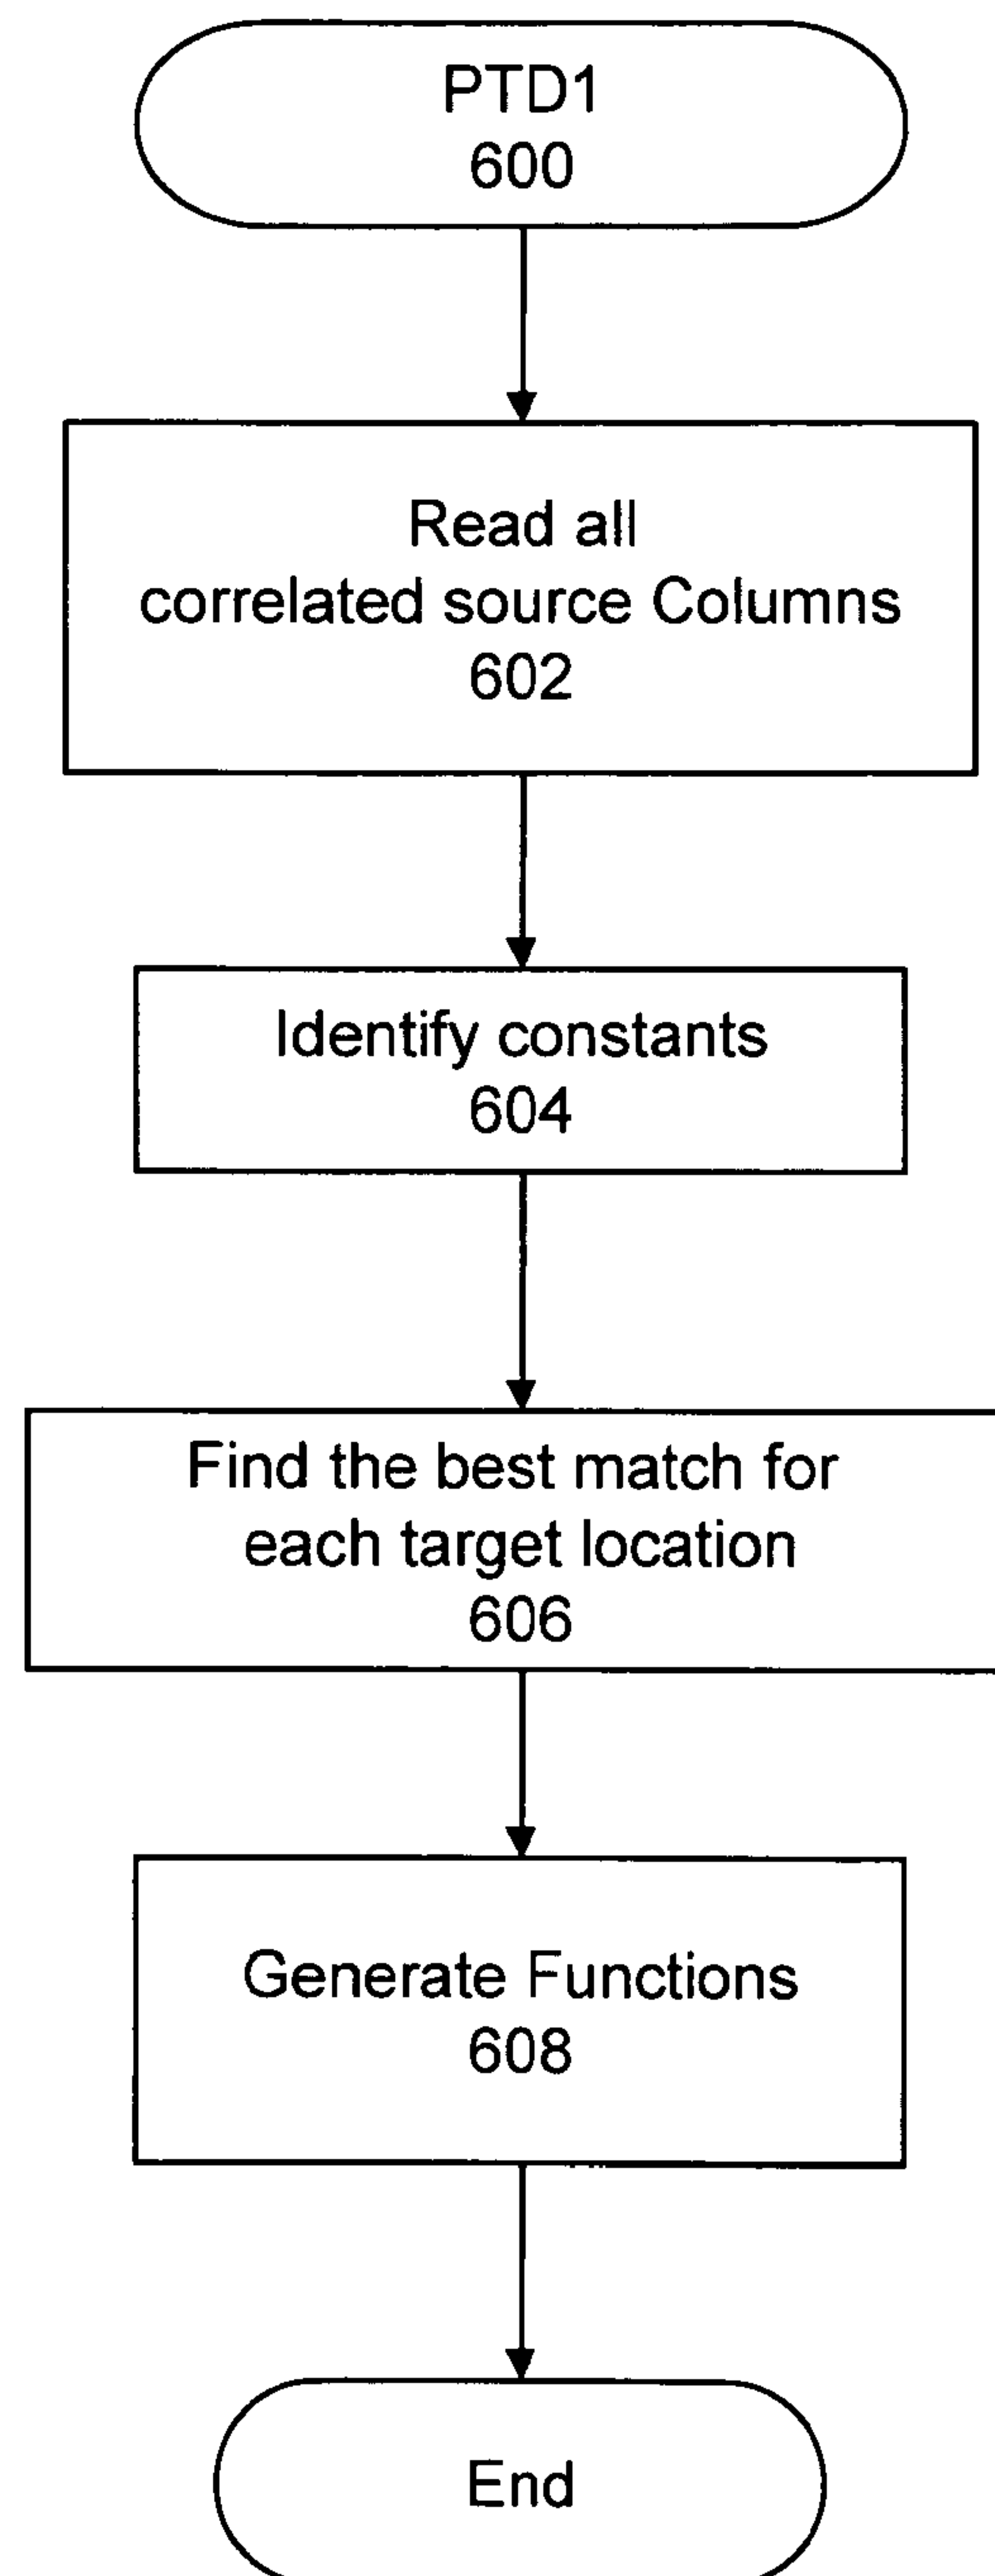 PTD1
600
Read all
correlated source Columns
602
Identify constants
604
Find the best match for
each target location
606
Generate Functions
608
End